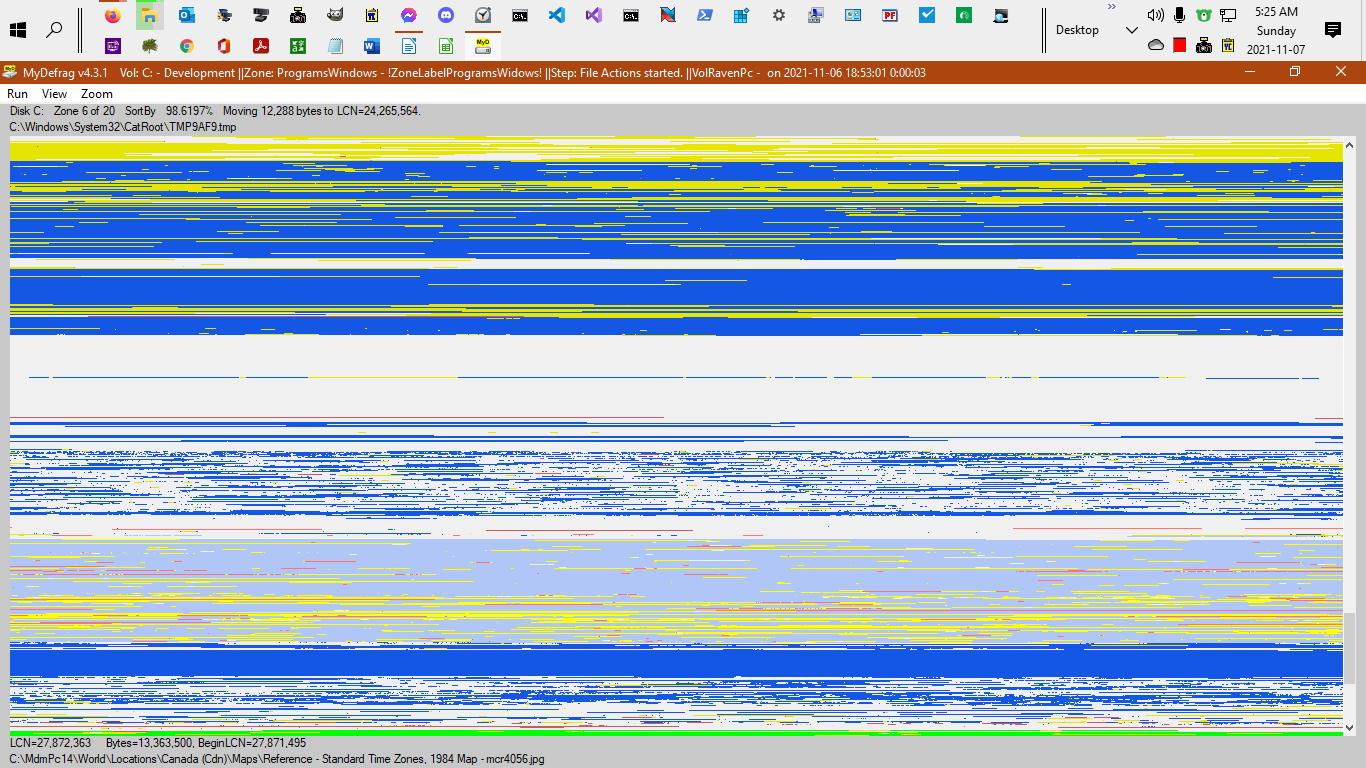 5:25 AM
Desktop
Sunday
2021-11-07
MyDefrag v4.3.1 Vol: C: - Development ||Zone: ProgramsWindows - !ZoneLabelProgramsWidows! ||Step: File Actions started. ||VolRavenPc - on 2021-11-06 18:53:01 0:00:03
Run View Zoom
Disk C: Zone 6 of 20 SortBy 98.6197% Moving 12,288 bytes to LCN=24,265,564.
C:\Windows\System32\CatRoot\TMP9AF9.tmp
LCN=27,872,363 Bytes=13,363,500, BeginLCN=27,871,495
C:\MdmPc14\World\Locations\Canada (Cdn)\Maps\Reference - Standard Time Zones, 1984 Map - mcr4056.jpg